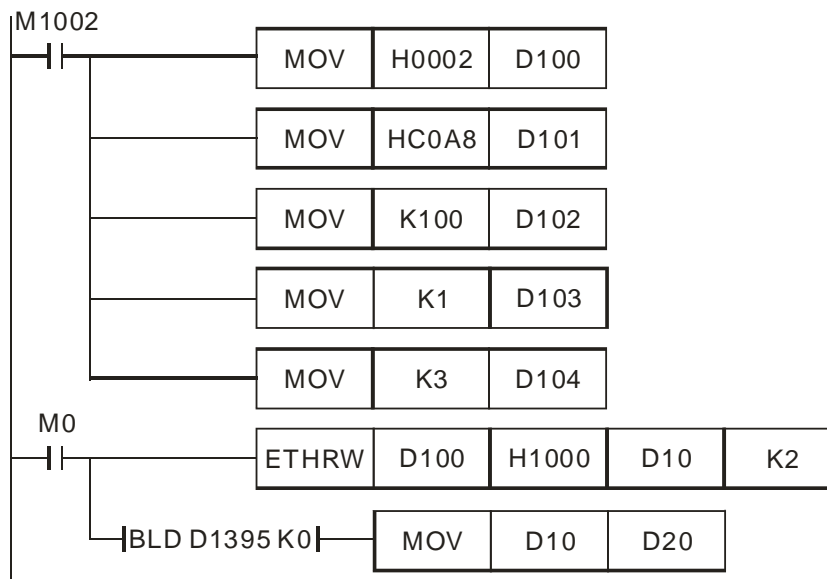 M1002
MOV H0002 D100
MOV HC0A8 D101
MOV K100 D102
MOV K1 D103
MOV K3 D104
M0
ETHRW D100 H1000 D10 K2
BLD D1395 K0 MOV D10 D20